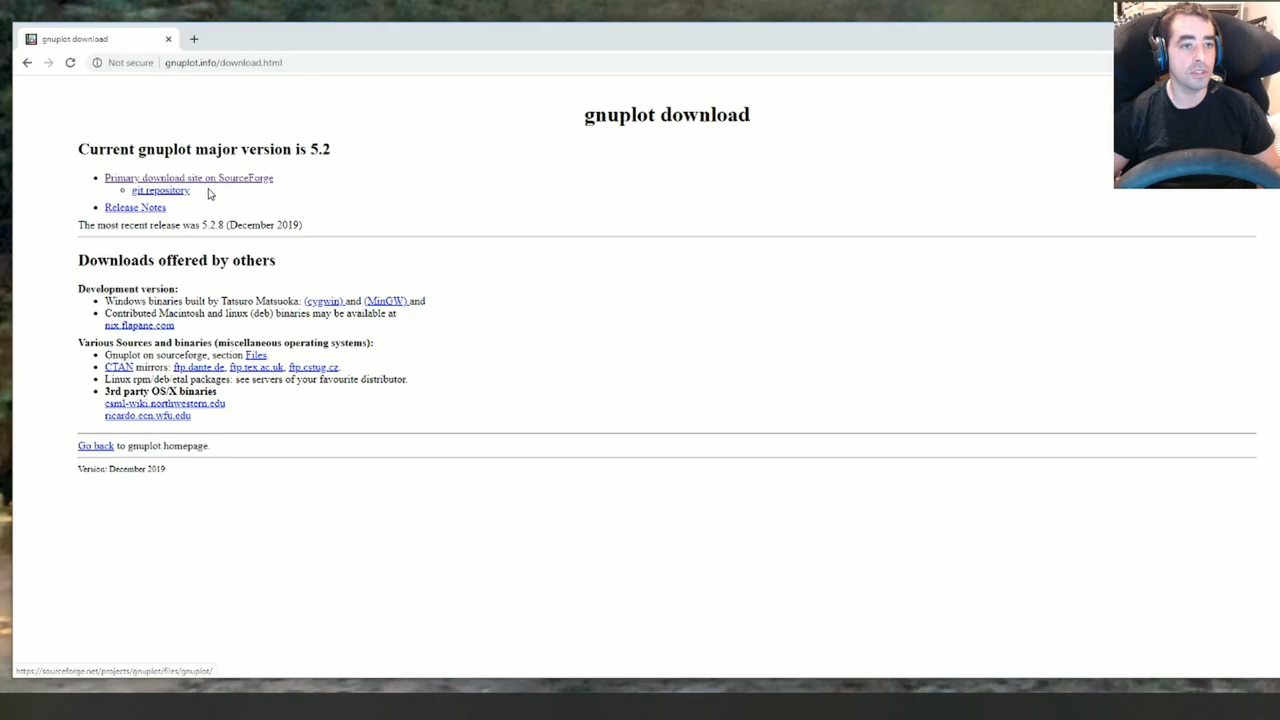 gnuplot download
Not secure | gnuplot.info/download.html
gnuplot download
Current gnuplot major version is 5.2
Primary download site on SourceForge
git repository
Release Notes
The most recent release was 5.2.8 (December 2019)
Downloads offered by others
Development version:
Windows binaries built by Tatsuro Matsuoka: (cygwin) and (MinGW) and
Contributed Macintosh and linux (deb) binaries may be available at
nix.flapane.com
Various Sources and binaries (miscellaneous operating systems):
Gnuplot on sourceforge, section Files.
CTAN mirrors: ftp.dante.de, ftp.tex.ac.uk, ftp.cstug.cz.
Linux rpm/deb/etal packages: see servers of your favourite distributor.
3rd party OS/X binaries
csml-wiki.northwestern.edu
ricardo.ecn.wfu.edu
Go back to gnuplot homepage.
Version: December 2019
https://sourceforge.net/projects/gnuplot/files/gnuplot/